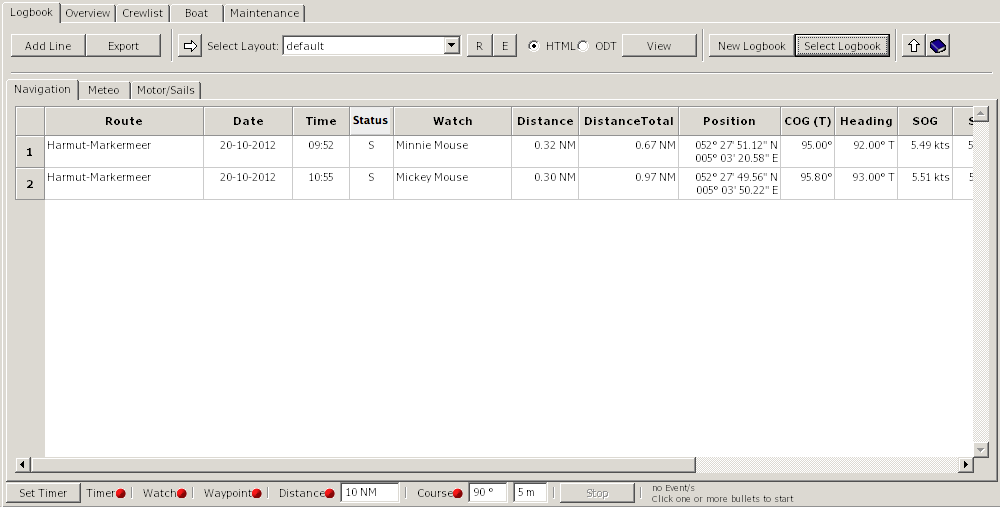 Logbook Overview Crewlist Boat Maintenance
Add Line Export Select Layout: default R E HTML ODT View New Logbook Select Logbook
Navigation Meteo Motor/Sails
Route Date Time Status Watch Distance DistanceTotal Position COG (T) Heading SOG S
1 Harmut-Markermeer 20-10-2012 09:52 S Minnie Mouse 0.32 NM 0.67 NM 052° 27' 51.12" N 95.00° 92.00° T 5.49 kts 5
005° 03' 20.58" E
2 Harmut-Markermeer 20-10-2012 10:55 S Mickey Mouse 0.30 NM 0.97 NM 052° 27' 49.56" N 95.80° 93.00° T 5.51 kts 5
005° 03' 50.22" E
Set Timer Timer Watch Waypoint Distance 10 NM Course 90 ° 5 m Stop no Event/s
Click one or more bullets to start